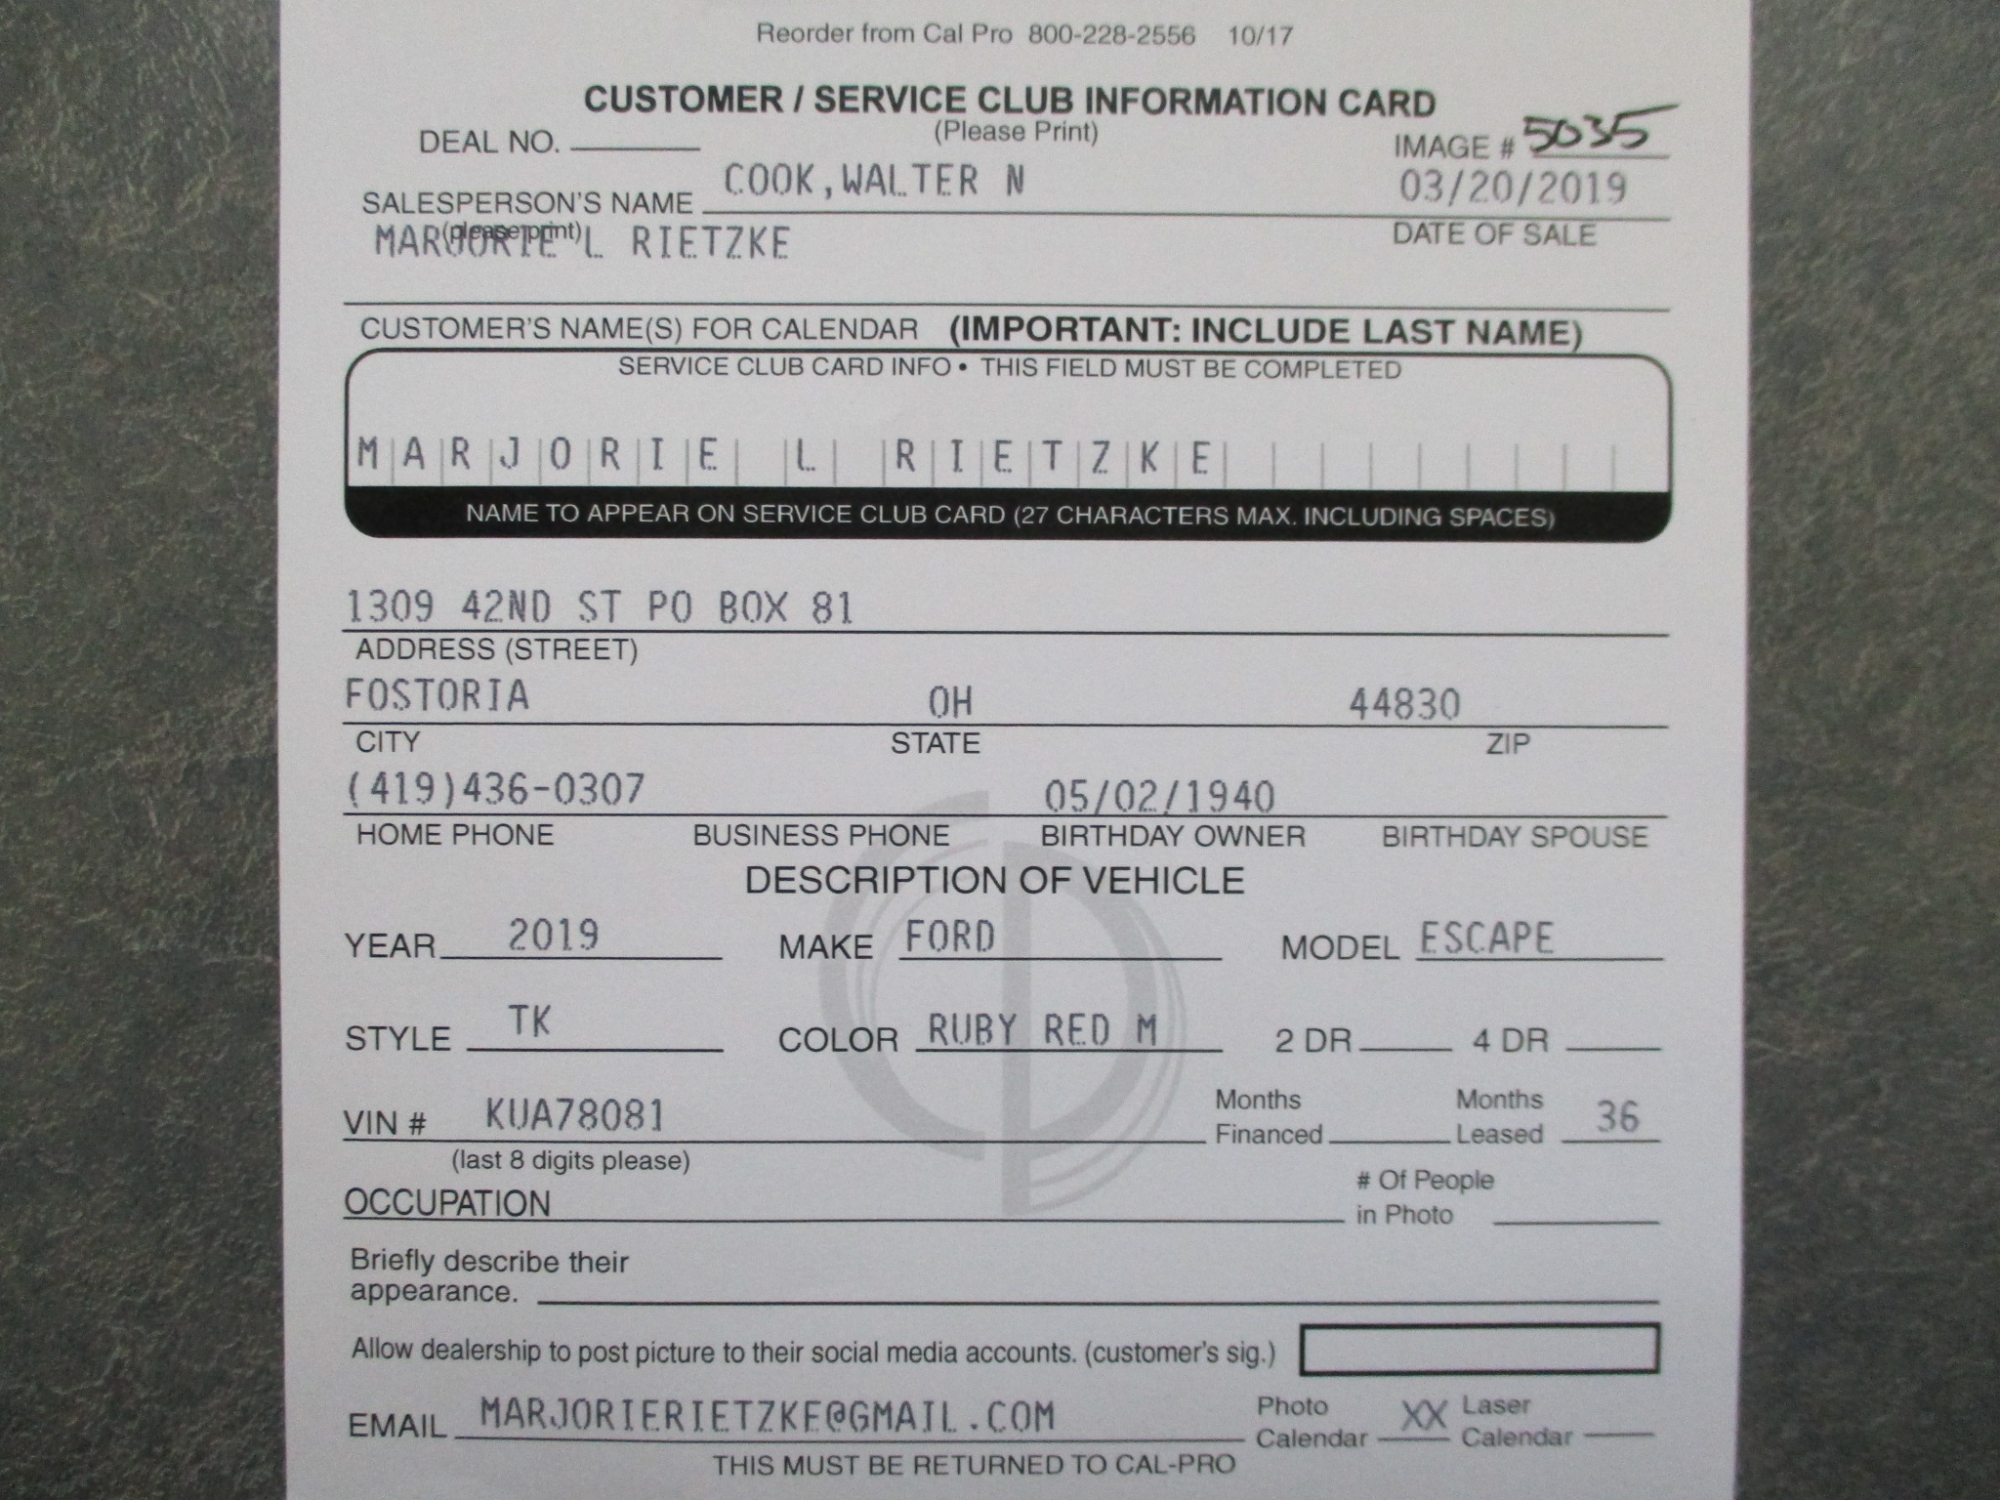 Reorder from Cal Pro 800-228-2556 10/17
CUSTOMER / SERVICE CLUB INFORMATION CARD
(Please Print)
DEAL NO.
IMAGE # 5035
SALESPERSON'S NAME COOK,WALTER N 03/20/2019
(please print) DATE OF SALE
MARJORIE L RIETZKE
CUSTOMER'S NAME(S) FOR CALENDAR (IMPORTANT: INCLUDE LAST NAME)
SERVICE CLUB CARD INFO • THIS FIELD MUST BE COMPLETED
MARJORIE L RIETZKE
NAME TO APPEAR ON SERVICE CLUB CARD (27 CHARACTERS MAX. INCLUDING SPACES)
1309 42ND ST PO BOX 81
ADDRESS (STREET)
FOSTORIA OH 44830
CITY STATE ZIP
(419)436-0307 05/02/1940
HOME PHONE BUSINESS PHONE BIRTHDAY OWNER BIRTHDAY SPOUSE
DESCRIPTION OF VEHICLE
YEAR 2019 MAKE FORD MODEL ESCAPE
STYLE TK COLOR RUBY RED M 2 DR 4 DR
VIN # KUA78081 Months Financed Months Leased 36
(last 8 digits please)
OCCUPATION # Of People in Photo
Briefly describe their
appearance.
Allow dealership to post picture to their social media accounts. (customer's sig.)
EMAIL MARJORIERIETZKE@GMAIL.COM Photo Calendar XX Laser Calendar
THIS MUST BE RETURNED TO CAL-PRO